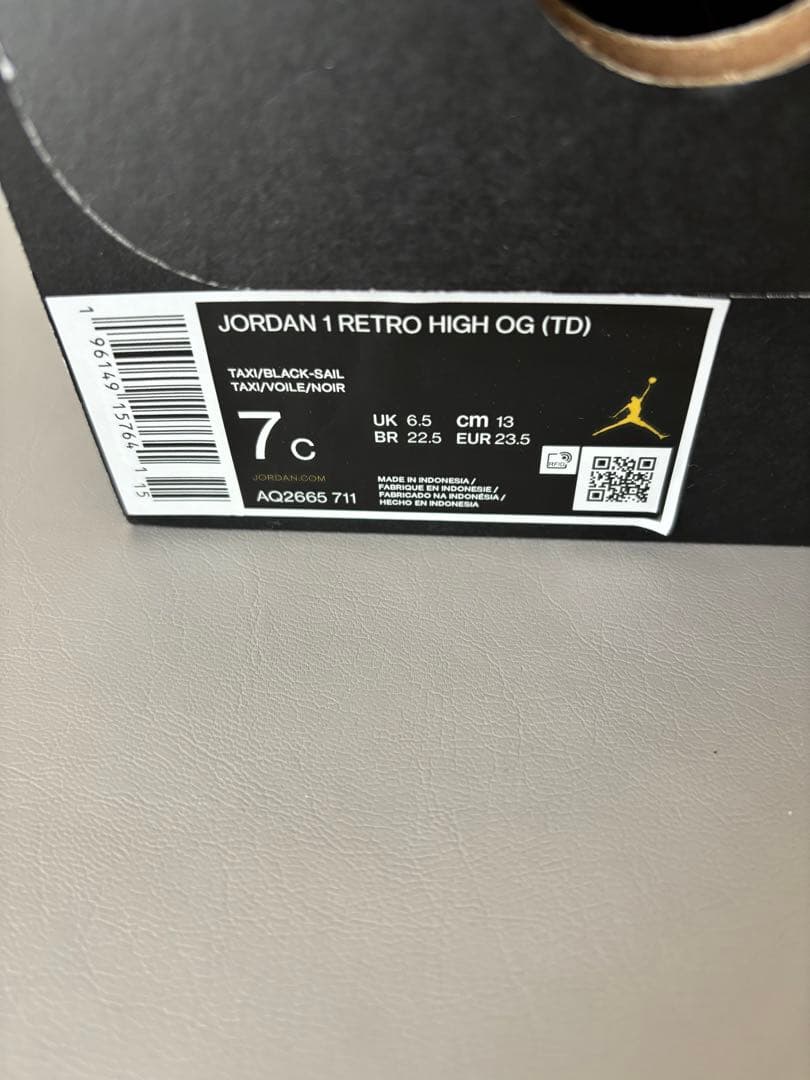 JORDAN 1 RETRO HIGH OG (TD)
TAXI/BLACK-SAIL
TAXI/VOILE/NOIR
7C
UK 6.5 cm 13
BR 22.5 EUR 23.5
RFID
JORDAN.COM
AQ2665 711
MADE IN INDONESIA /
FABRIQUE EN INDONESIE /
FABRICADO NA INDONÉSIA /
HECHO EN INDONESIA
1 96149 15764 1 15